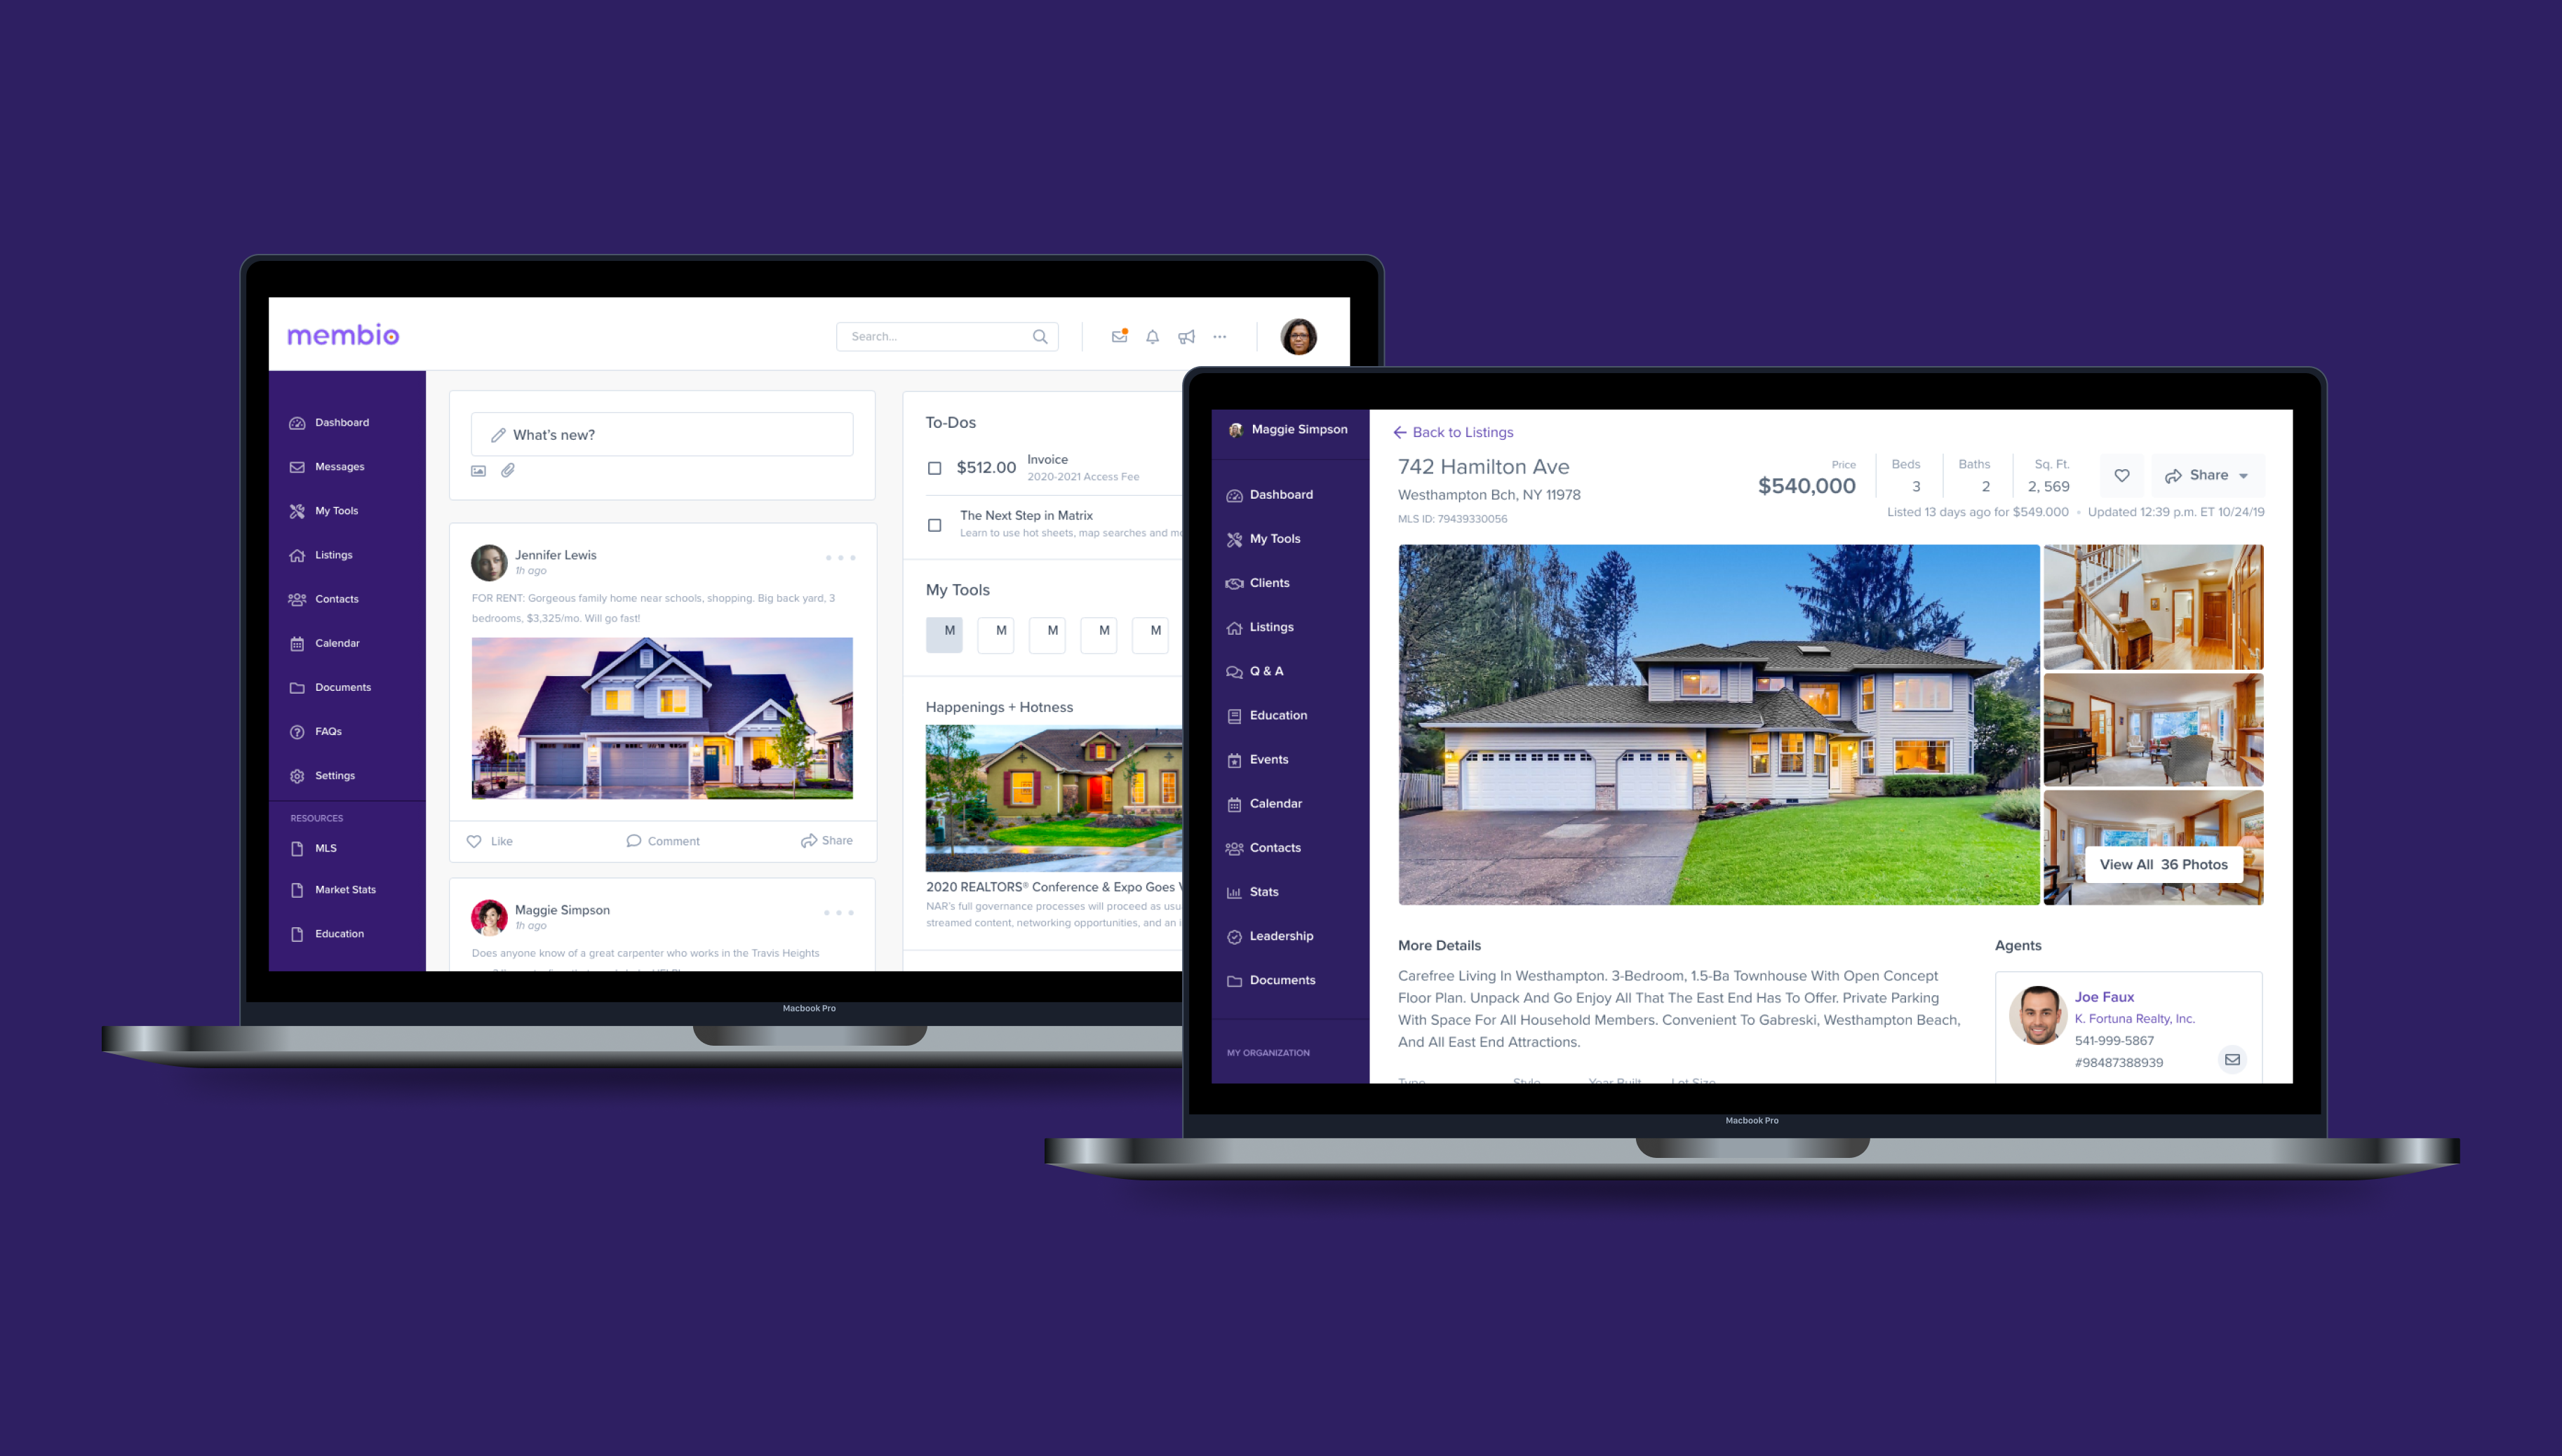 membio
Search...
Dashboard
Messages
My Tools
Listings
Contacts
Calendar
Documents
FAQs
Settings
RESOURCES
MLS
Market Stats
Education
What's new?
Jennifer Lewis
1h ago
FOR RENT: Gorgeous family home near schools, shopping. Big back yard, 3
bedrooms, $3,325/mo. Will go fast!
Like
Comment
Share
Maggie Simpson
1h ago
Does anyone know of a great carpenter who works in the Travis Heights
To-Dos
$512.00
Invoice
2020-2021 Access Fee
The Next Step in Matrix
Learn to use hot sheets, map searches and
My Tools
M M M M M
Happenings + Hotness
2020 REALTORS® Conference & Expo Goes
NAR's full governance processes will proceed as
streamed content, networking opportunities, and an
Macbook Pro
Maggie Simpson
Dashboard
My Tools
Clients
Listings
Q & A
Education
Events
Calendar
Contacts
Stats
Leadership
Documents
MY ORGANIZATION
Back to Listings
742 Hamilton Ave
Westhampton Bch, NY 11978
MLS ID: 79439330056
Price
$540,000
Beds
3
Baths
2
Sq. Ft.
2, 569
Share
Listed 13 days ago for $549.000 • Updated 12:39 p.m. ET 10/24/19
View All 36 Photos
More Details
Carefree Living In Westhampton. 3-Bedroom, 1.5-Ba Townhouse With Open Concept
Floor Plan. Unpack And Go Enjoy All That The East End Has To Offer. Private Parking
With Space For All Household Members. Convenient To Gabreski, Westhampton Beach,
And All East End Attractions.
Type Style Year Built Lot Size
Agents
Joe Faux
K. Fortuna Realty, Inc.
541-999-5867
#98487388939
Macbook Pro